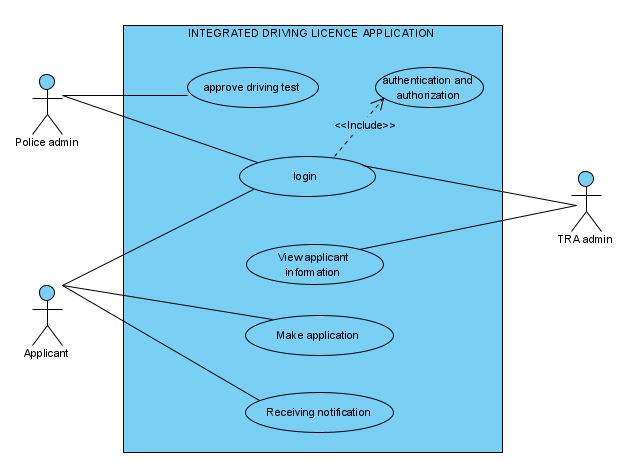 INTEGRATED DRIVING LICENCE APPLICATION
approve driving test
authentication and
authorization
<<Include>>
Police admin
login
TRA admin
View applicant
information
Make application
Applicant
Receiving notification